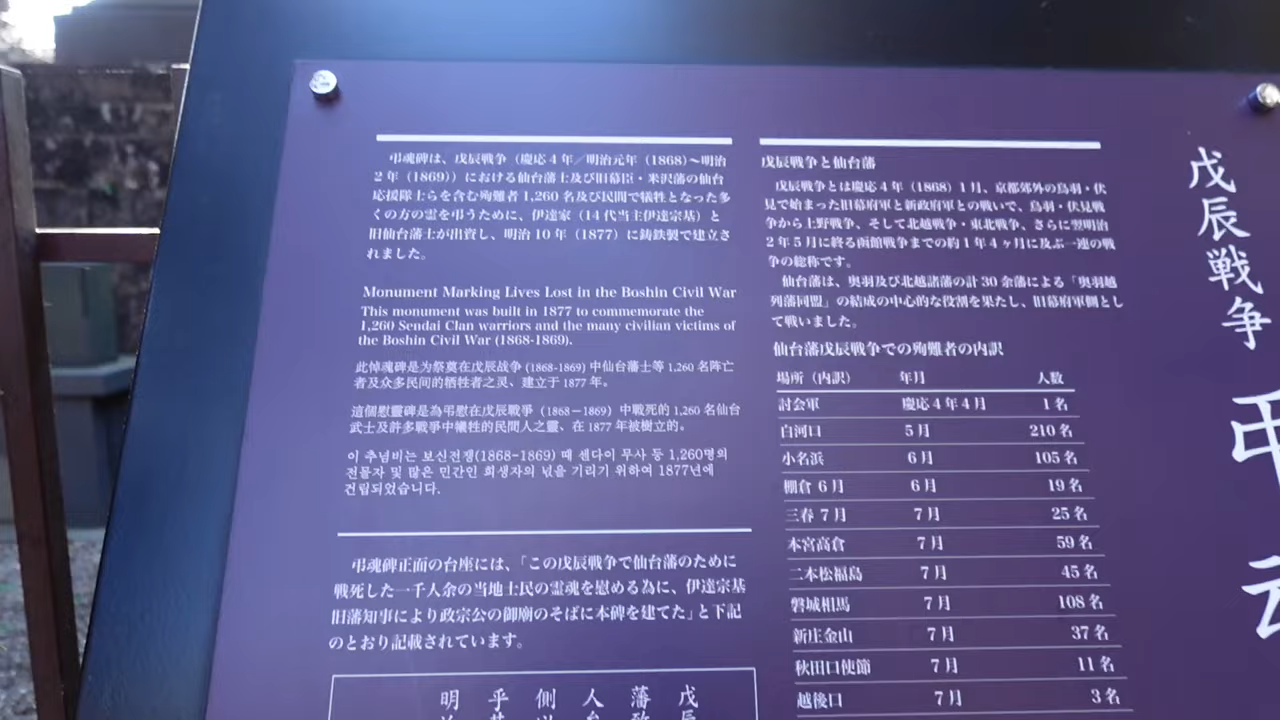 戊辰戦争
弔
戊辰戦争と仙台藩
戊辰戦争とは慶応4年（1868）1月、京都郊外の鳥羽・伏
見で始まった旧幕府軍と新政府軍との戦いで、鳥羽・伏見戦
争から上野戦争、そして北越戦争・東北戦争、さらに翌明治
2年5月に終る函館戦争までの約1年4ヶ月に及ぶ一連の戦
争の総称です。
仙台藩は、奥羽及び北越諸藩の計30余藩による「奥羽越
列藩同盟」の結成の中心的な役割を果たし、旧幕府軍側とし
て戦いました。
仙台藩戊辰戦争での殉難者の内訳
場所（内訳） 年月 人数
討会軍 慶応4年4月 1名
白河口 5月 210名
小名浜 6月 105名
棚倉 6月 6月 19名
三春 7月 7月 25名
本宮高倉 7月 59名
二本松福島 7月 45名
磐城相馬 7月 108名
新庄金山 7月 37名
秋田口使節 7月 11名
越後口 7月 3名
弔魂碑は、戊辰戦争（慶応4年／明治元年（1868）～明治
2年（1869））における仙台藩士及び旧幕臣・米沢藩の仙台
応援隊士らを含む殉難者1,260名及び民間で犠牲となった多
くの方の霊を弔うために、伊達家（14代当主伊達宗基）と
旧仙台藩士が出資し、明治10年（1877）に鋳鉄製で建立さ
れました。
Monument Marking Lives Lost in the Boshin Civil War
This monument was built in 1877 to commemorate the
1,260 Sendai Clan warriors and the many civilian victims of
the Boshin Civil War (1868-1869).
此悼魂碑是为祭奠在戊辰战争 (1868-1869) 中仙台藩士等 1,260 名阵亡
者及众多民间的牺牲者之灵、建立于 1877 年。
這個慰靈碑是為弔慰在戊辰戰爭（1868－1869）中戰死的 1,260 名仙台
武士及許多戰爭中犧牲的民間人之靈、在 1877 年被樹立的。
이 추념비는 보신전쟁(1868-1869) 때 센다이 무사 등 1,260명의
전몰자 및 많은 민간인 희생자의 넋을 기리기 위하여 1877년에
건립되었습니다.
弔魂碑正面の台座には、「この戊辰戦争で仙台藩のために
戦死した一千人余の当地士民の霊魂を慰める為に、伊達宗基
旧藩知事により政宗公の御廟のそばに本碑を建てた」と下記
のとおり記載されています。
戊辰
藩
人
側
乎
明